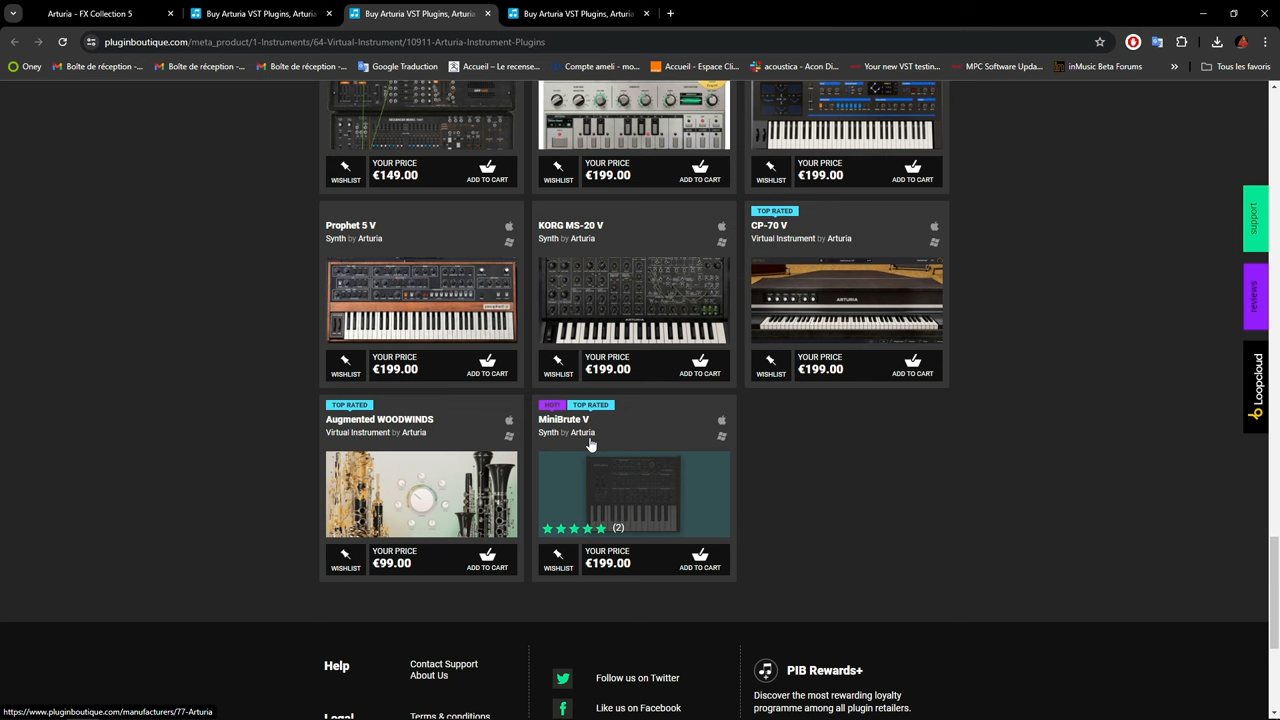 Arturia - FX Collection 5
Buy Arturia VST Plugins, Arturia
Buy Arturia VST Plugins, Arturia
Buy Arturia VST Plugins, Arturia
pluginboutique.com/meta_product/1-Instruments/64-Virtual-Instrument/10911-Arturia-Instrument-Plugins
Oney
Boîte de réception -...
Boîte de réception -...
Boîte de réception -...
Google Traduction
Accueil – Le recense...
Compte ameli - mo...
Accueil - Espace Cli...
acoustica - Acon Di...
Your new VST testin...
MPC Software Upda...
inMusic Beta Forums
Tous les favoris
WISHLIST
YOUR PRICE
€149.00
ADD TO CART
WISHLIST
YOUR PRICE
€199.00
ADD TO CART
WISHLIST
YOUR PRICE
€199.00
ADD TO CART
support
reviews
Loopcloud
Prophet 5 V
Synth by Arturia
WISHLIST
YOUR PRICE
€199.00
ADD TO CART
KORG MS-20 V
Synth by Arturia
ARTURIA
WISHLIST
YOUR PRICE
€199.00
ADD TO CART
TOP RATED
CP-70 V
Virtual Instrument by Arturia
ARTURIA
WISHLIST
YOUR PRICE
€199.00
ADD TO CART
TOP RATED
Augmented WOODWINDS
Virtual Instrument by Arturia
WISHLIST
YOUR PRICE
€99.00
ADD TO CART
TOP RATED
MiniBrute V
Synth by Arturia
(2)
WISHLIST
YOUR PRICE
€199.00
ADD TO CART
Help
Contact Support
About Us
Legal
Terms & conditions
Follow us on Twitter
Like us on Facebook
PIB Rewards+
Discover the most rewarding loyalty
programme among all plugin retailers.
https://www.pluginboutique.com/manufacturers/77-Arturia